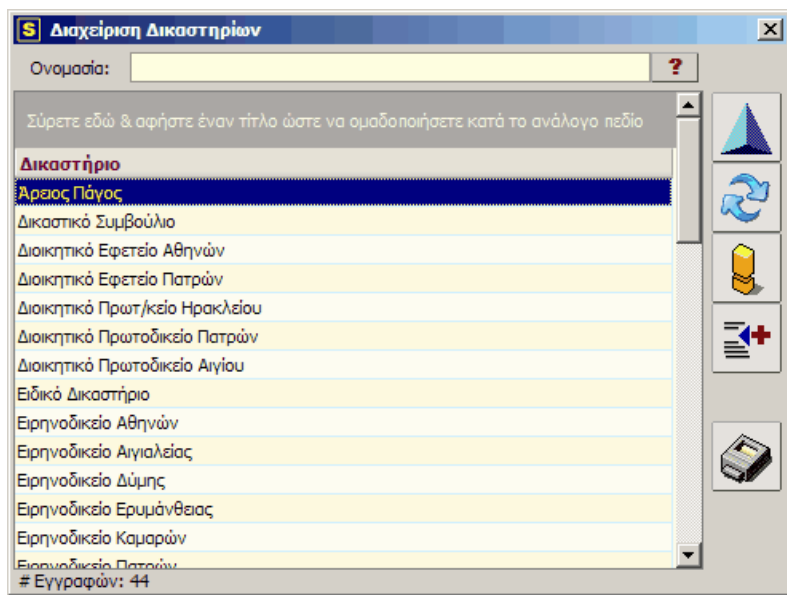 S Διαχείριση Δικαστηρίων
Ονομασία: ?
Σύρετε εδώ & αφήστε έναν τίτλο ώστε να ομαδοποιήσετε κατά το ανάλογο πεδίο
Δικαστήριο
Άρειος Πάγος
Δικαστικό Συμβούλιο
Διοικητικό Εφετείο Αθηνών
Διοικητικό Εφετείο Πατρών
Διοικητικό Πρωτ/κείο Ηρακλείου
Διοικητικό Πρωτοδικείο Πατρών
Διοικητικό Πρωτοδικείο Αιγίου
Ειδικό Δικαστήριο
Ειρηνοδικείο Αθηνών
Ειρηνοδικείο Αιγιαλείας
Ειρηνοδικείο Δύμης
Ειρηνοδικείο Ερυμάνθειας
Ειρηνοδικείο Καμαρών
Ειρηνοδικείο Πατρών
# Εγγραφών: 44